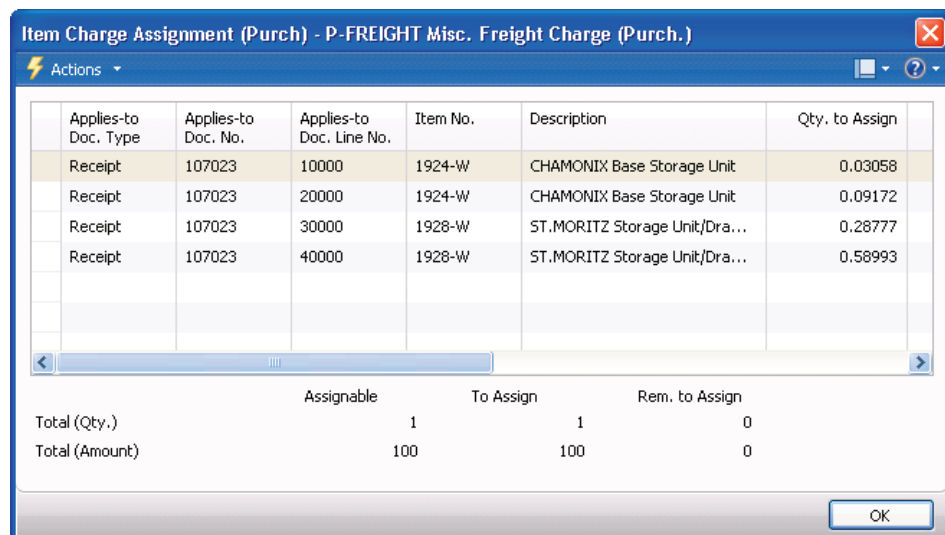 Item Charge Assignment (Purch) - P-FREIGHT Misc. Freight Charge (Purch.)
Actions
Applies-to Doc. Type Applies-to Doc. No. Applies-to Doc. Line No. Item No. Description Qty. to Assign
Receipt 107023 10000 1924-W CHAMONIX Base Storage Unit 0.03058
Receipt 107023 20000 1924-W CHAMONIX Base Storage Unit 0.09172
Receipt 107023 30000 1928-W ST.MORITZ Storage Unit/Dra... 0.28777
Receipt 107023 40000 1928-W ST.MORITZ Storage Unit/Dra... 0.58993
Assignable To Assign Rem. to Assign
Total (Qty.) 1 1 0
Total (Amount) 100 100 0
OK